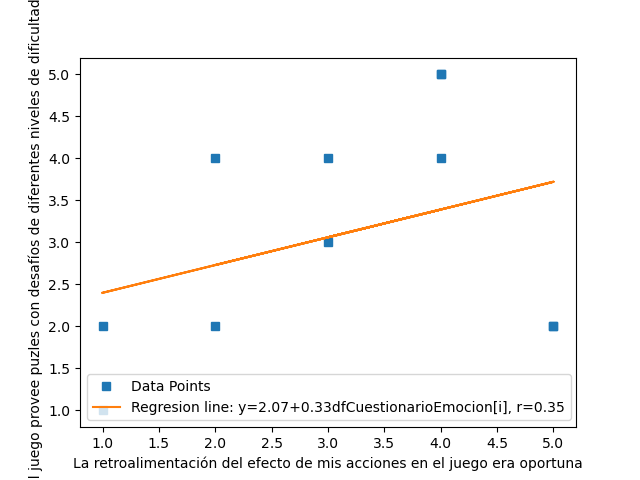 l juego provee puzles con desafíos de diferentes niveles de dificultad
5.0
4.5
4.0
3.5
3.0
2.5
2.0
1.5
1.0
Data Points
Regresion line: y=2.07+0.33dfCuestionarioEmocion[i], r=0.35
1.0 1.5 2.0 2.5 3.0 3.5 4.0 4.5 5.0
La retroalimentación del efecto de mis acciones en el juego era oportuna